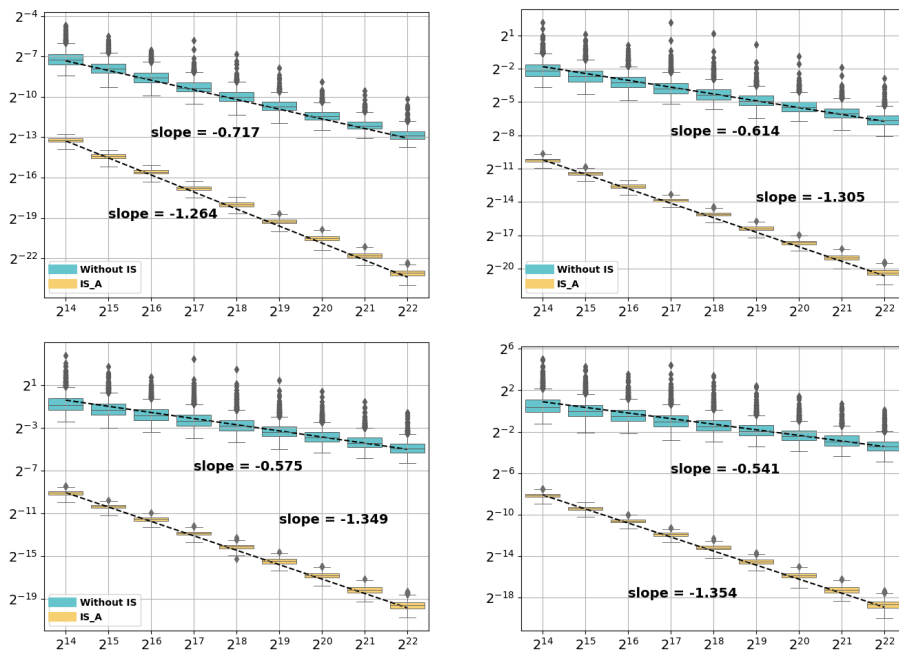 2^-4
2^-7
2^-10
2^-13
2^-16
2^-19
2^-22
slope = -0.717
slope = -1.264
Without IS
IS_A
2^14 2^15 2^16 2^17 2^18 2^19 2^20 2^21 2^22
2^1
2^-2
2^-5
2^-8
2^-11
2^-14
2^-17
2^-20
slope = -0.614
slope = -1.305
Without IS
IS_A
2^14 2^15 2^16 2^17 2^18 2^19 2^20 2^21 2^22
2^1
2^-3
2^-7
2^-11
2^-15
2^-19
slope = -0.575
slope = -1.349
Without IS
IS_A
2^14 2^15 2^16 2^17 2^18 2^19 2^20 2^21 2^22
2^6
2^2
2^-2
2^-6
2^-10
2^-14
2^-18
slope = -0.541
slope = -1.354
Without IS
IS_A
2^14 2^15 2^16 2^17 2^18 2^19 2^20 2^21 2^22